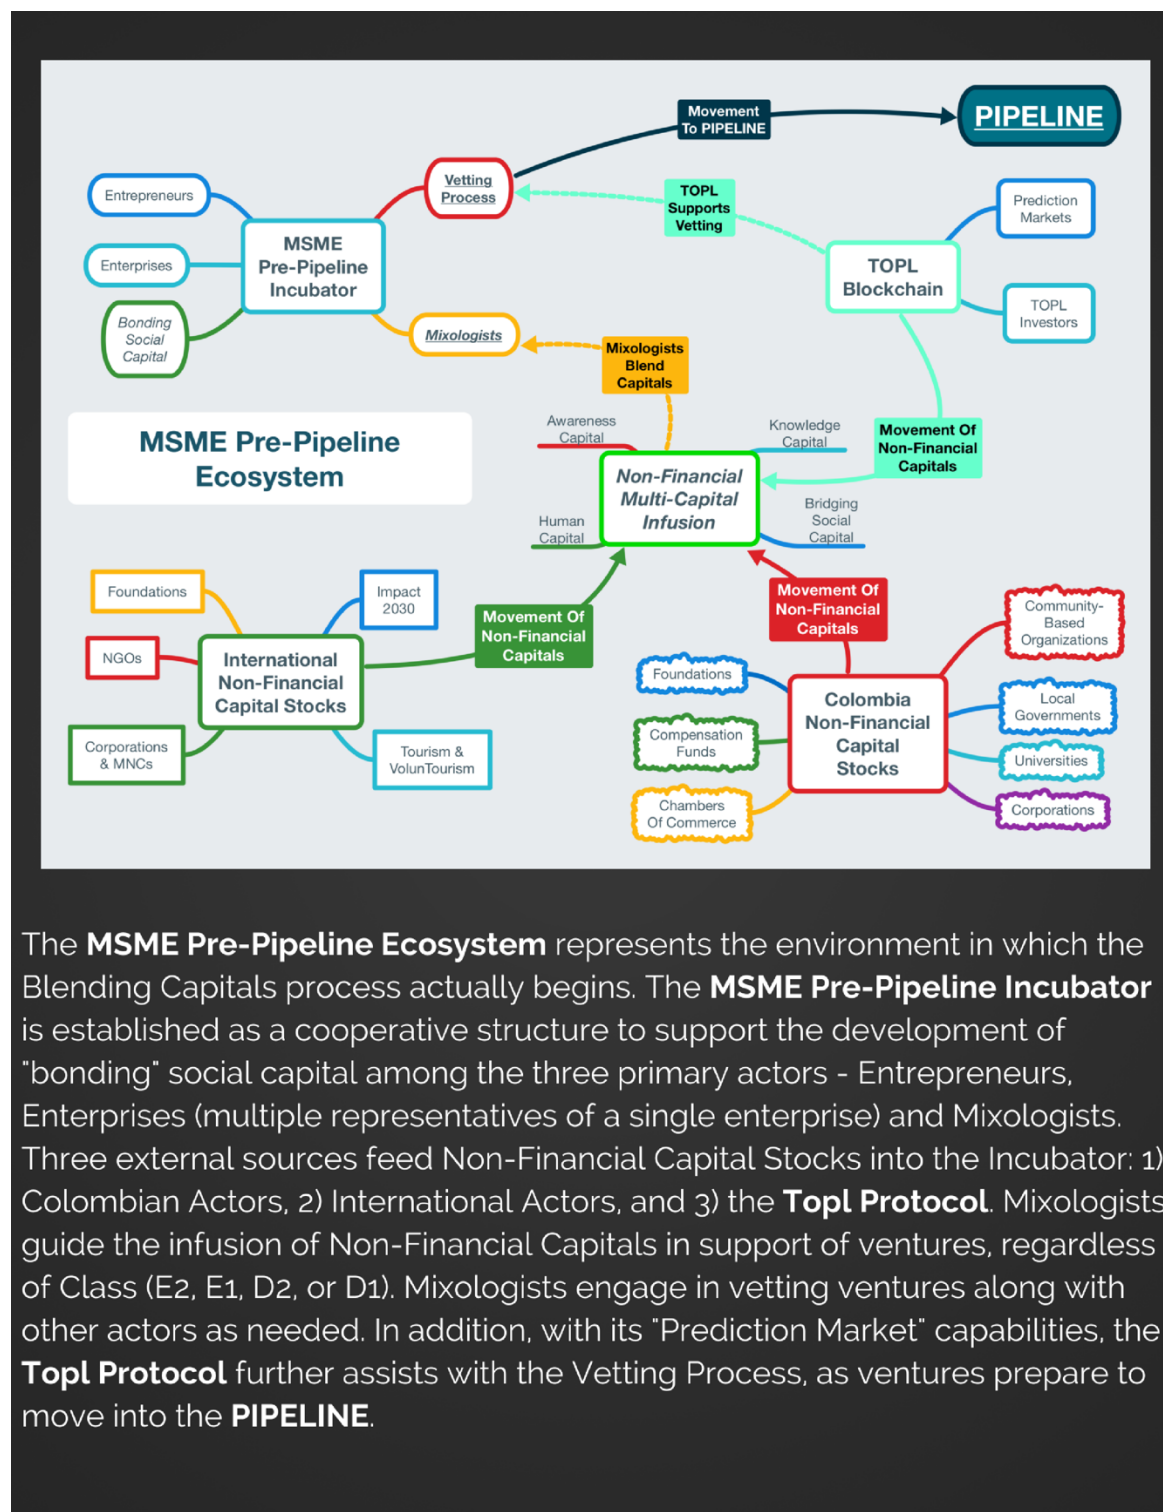 PIPELINE
Movement
To PIPELINE
Vetting
Process
TOPL
Supports
Vetting
Prediction
Markets
Entrepreneurs
MSME
Pre-Pipeline
Incubator
Enterprises
TOPL
Blockchain
TOPL
Investors
Bonding
Social
Capital
Mixologists
Mixologists
Blend
Capitals
Awareness
Capital
Knowledge
Capital
Movement Of
Non-Financial
Capitals
MSME Pre-Pipeline
Ecosystem
Non-Financial
Multi-Capital
Infusion
Human
Capital
Bridging
Social
Capital
Foundations
Impact
2030
Movement Of
Non-Financial
Capitals
Movement Of
Non-Financial
Capitals
Community-
Based
Organizations
NGOs
International
Non-Financial
Capital Stocks
Foundations
Colombia
Non-Financial
Capital
Stocks
Local
Governments
Corporations
& MNCs
Tourism &
VolunTourism
Compensation
Funds
Universities
Chambers
Of Commerce
Corporations
The MSME Pre-Pipeline Ecosystem represents the environment in which the
Blending Capitals process actually begins. The MSME Pre-Pipeline Incubator
is established as a cooperative structure to support the development of
"bonding" social capital among the three primary actors - Entrepreneurs,
Enterprises (multiple representatives of a single enterprise) and Mixologists.
Three external sources feed Non-Financial Capital Stocks into the Incubator: 1)
Colombian Actors, 2) International Actors, and 3) the Topl Protocol. Mixologists
guide the infusion of Non-Financial Capitals in support of ventures, regardless
of Class (E2, E1, D2, or D1). Mixologists engage in vetting ventures along with
other actors as needed. In addition, with its "Prediction Market" capabilities, the
Topl Protocol further assists with the Vetting Process, as ventures prepare to
move into the PIPELINE.